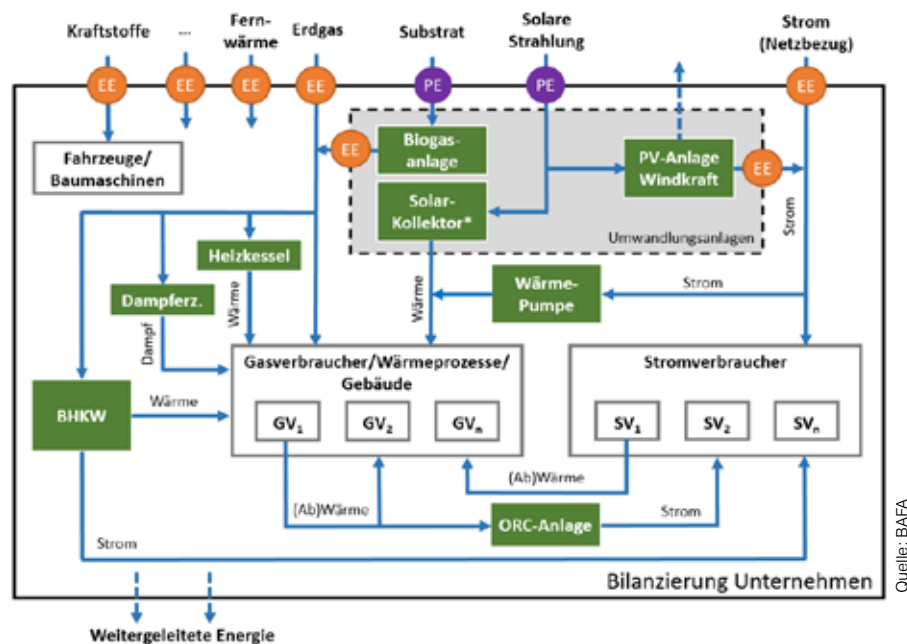 Kraftstoffe
...
Fern-
wärme
Erdgas
Substrat
Solare
Strahlung
Strom
(Netzbezug)
EE
EE
EE
EE
PE
PE
EE
Fahrzeuge/
Baumaschinen
EE
Biogas-
anlage
PV-Anlage
Windkraft
EE
Solar-
Kollektor*
Umwandlungsanlagen
Strom
Heizkessel
Dampferz.
Wärme
Dampf
Wärme
Wärme-
Pumpe
Strom
BHKW
Wärme
Gasverbraucher/Wärmeprozesse/
Gebäude
GV1
GV2
GVn
Stromverbraucher
SV1
SV2
SVn
(Ab)Wärme
(Ab)Wärme
ORC-Anlage
Strom
Strom
Bilanzierung Unternehmen
Weitergeleitete Energie
Quelle: BAFA